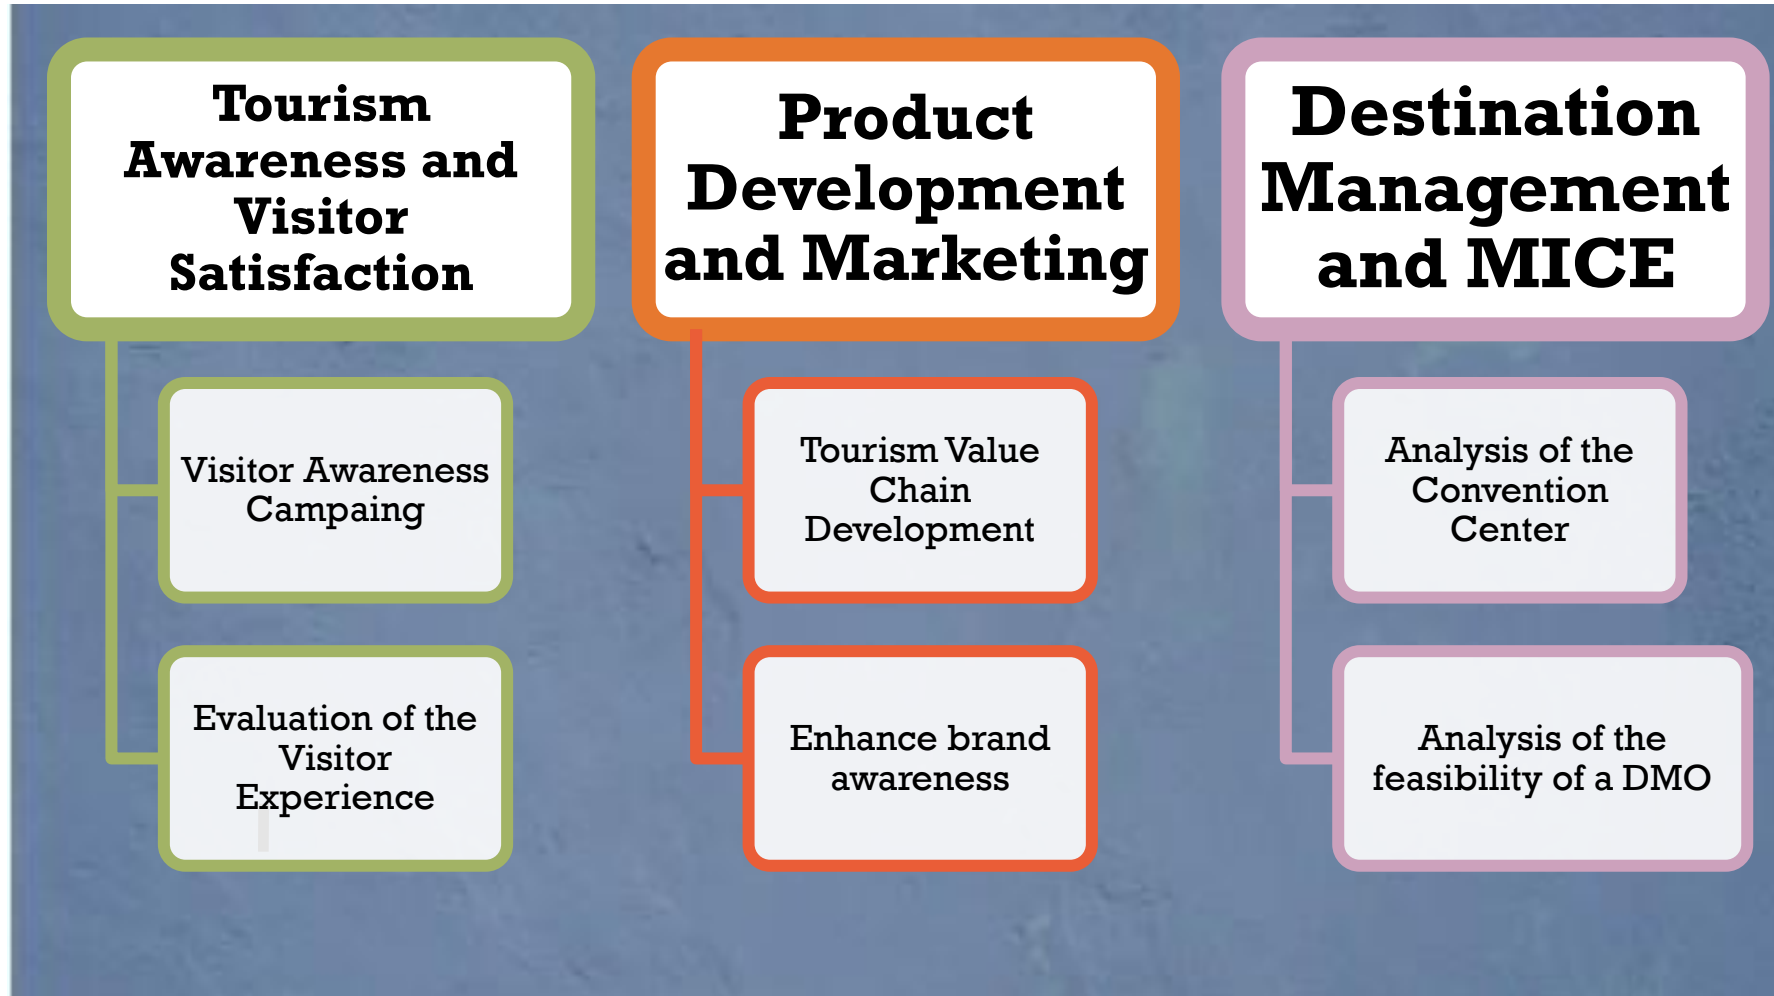 Tourism
Awareness and
Visitor
Satisfaction
Visitor Awareness
Campaing
Evaluation of the
Visitor
Experience
Product
Development
and Marketing
Tourism Value
Chain
Development
Enhance brand
awareness
Destination
Management
and MICE
Analysis of the
Convention
Center
Analysis of the
feasibility of a DMO